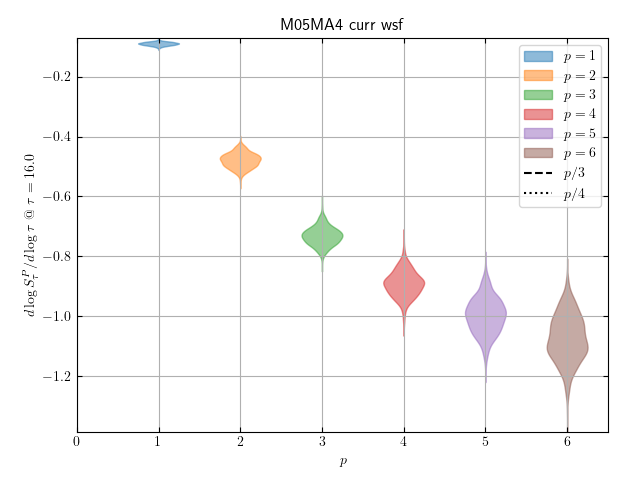 M05MA4 curr wsf
d log S_τ^P / d log τ @ τ = 16.0
−0.2
−0.4
−0.6
−0.8
−1.0
−1.2
0 1 2 3 4 5 6
p
p = 1
p = 2
p = 3
p = 4
p = 5
p = 6
p/3
p/4